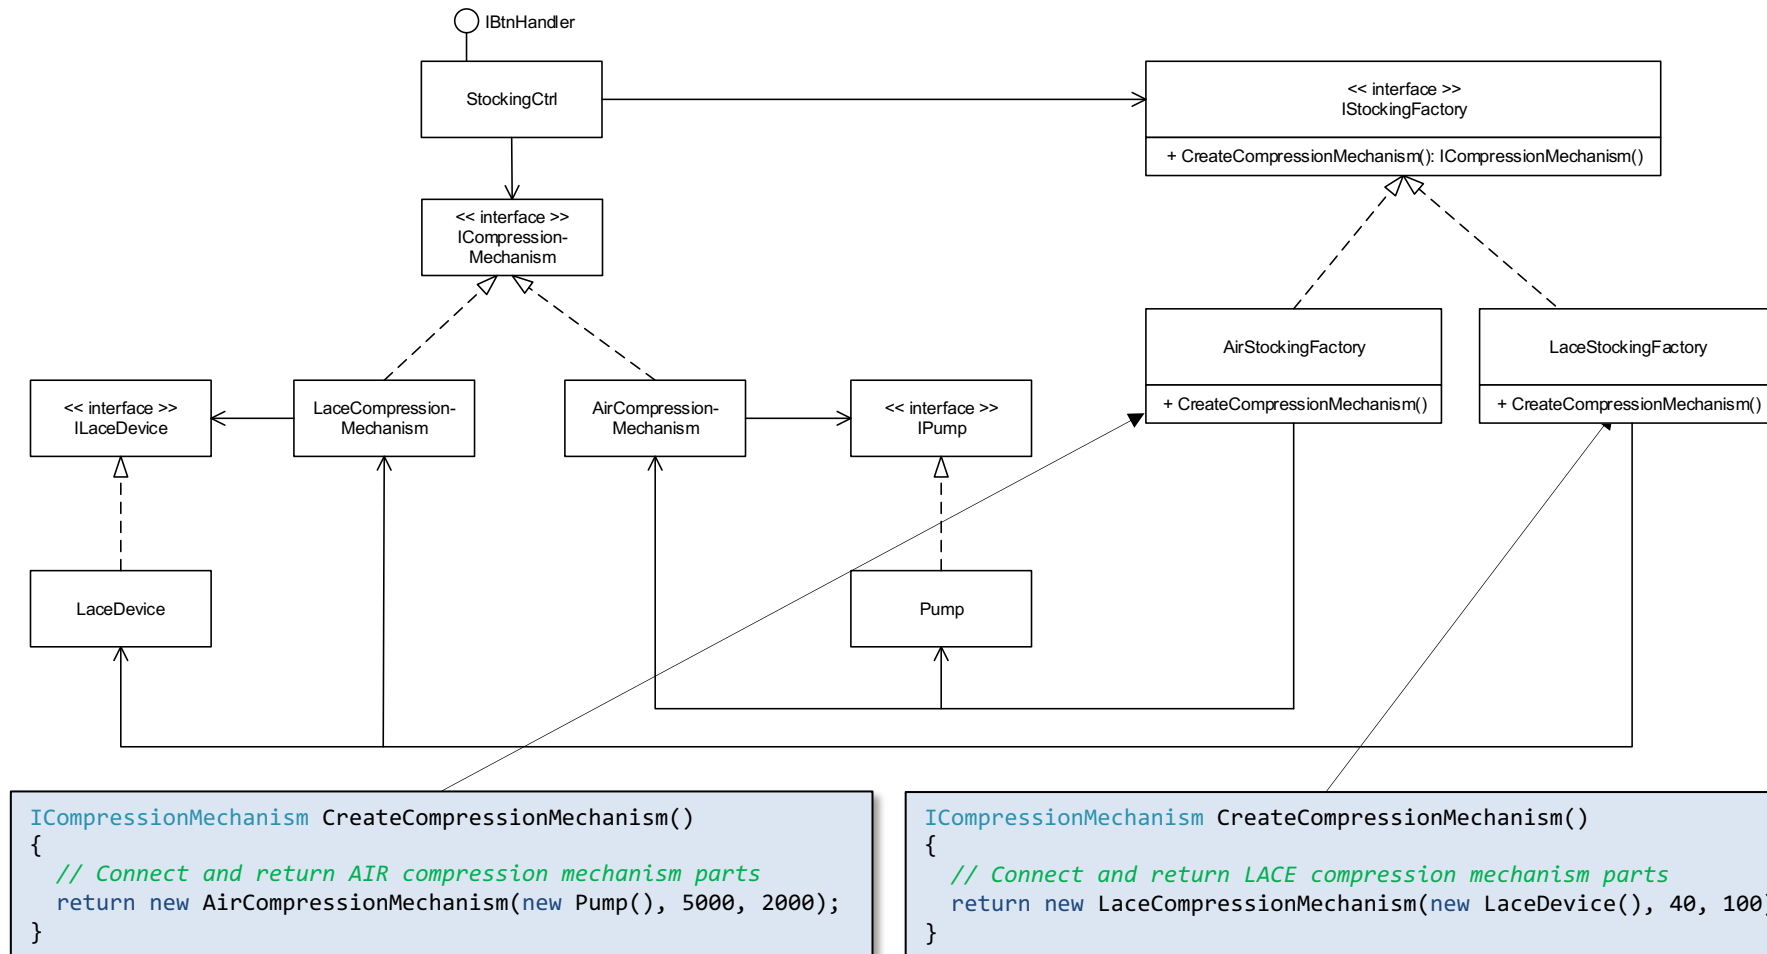 IBtnHandler
StockingCtrl
<< interface >>
IStockingFactory
+ CreateCompressionMechanism(): ICompressionMechanism()
<< interface >>
ICompression-
Mechanism
AirStockingFactory
+ CreateCompressionMechanism()
LaceStockingFactory
+ CreateCompressionMechanism()
<< interface >>
ILaceDevice
LaceCompression-
Mechanism
AirCompression-
Mechanism
<< interface >>
IPump
LaceDevice
Pump
ICompressionMechanism CreateCompressionMechanism()
{
// Connect and return AIR compression mechanism parts
return new AirCompressionMechanism(new Pump(), 5000, 2000);
}
ICompressionMechanism CreateCompressionMechanism()
{
// Connect and return LACE compression mechanism parts
return new LaceCompressionMechanism(new LaceDevice(), 40, 100)
}